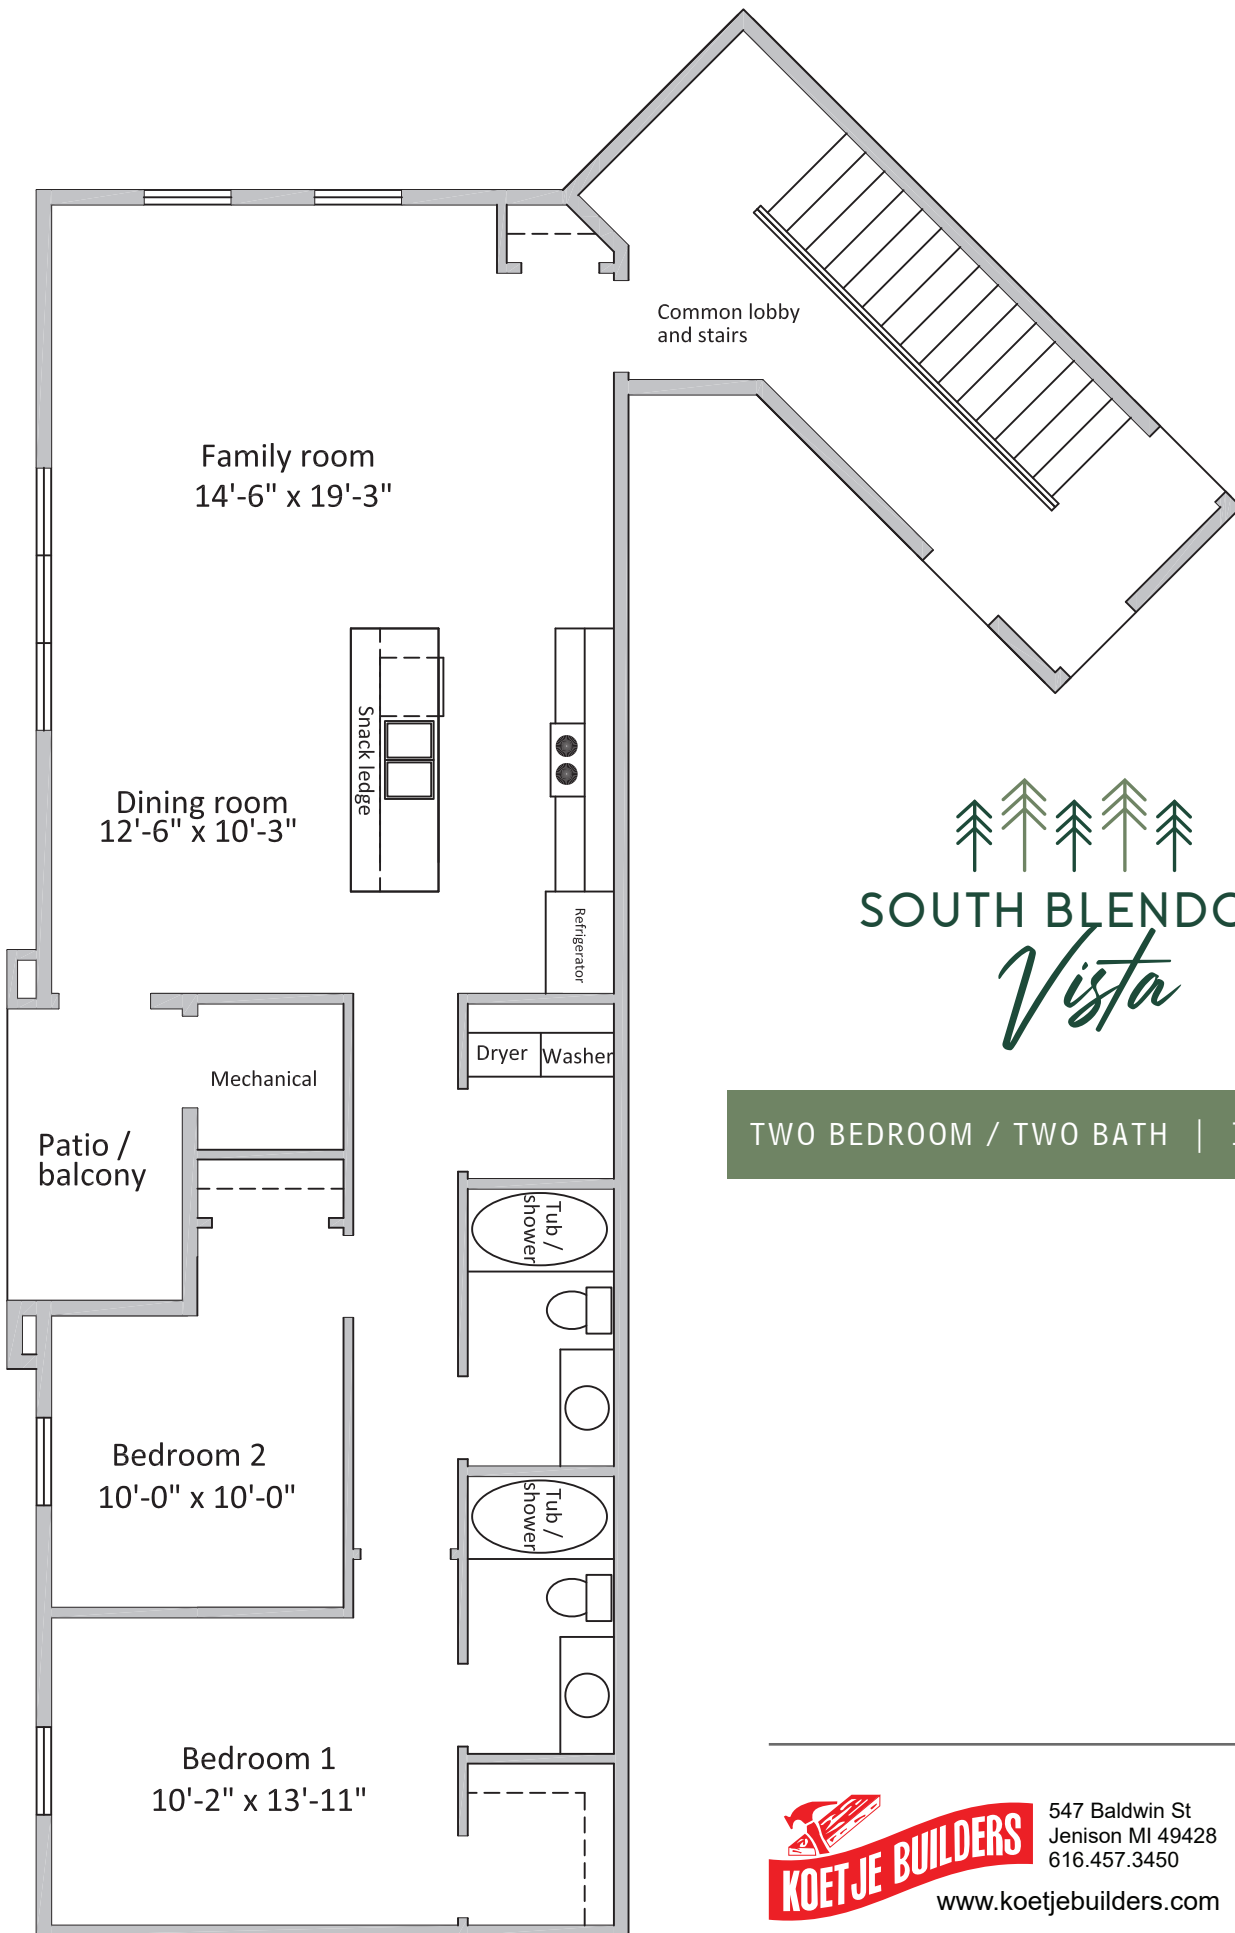 Common lobby
and stairs
Family room
14'-6" x 19'-3"
Snack ledge
Dining room
12'-6" x 10'-3"
Refrigerator
SOUTH BLENDO
Vista
Dryer
Washer
Mechanical
TWO BEDROOM / TWO BATH |
Patio /
balcony
Tub /
shower
Bedroom 2
10'-0" x 10'-0"
Tub /
shower
Bedroom 1
10'-2" x 13'-11"
KOETJE BUILDERS
547 Baldwin St
Jenison MI 49428
616.457.3450
www.koetjebuilders.com